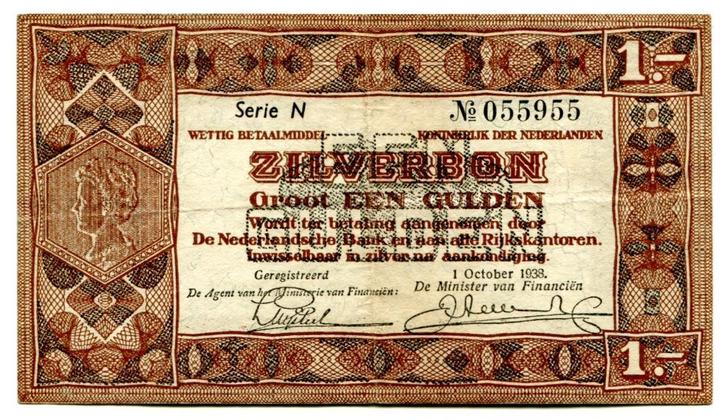 1.-
Serie N
№ 055955
WETTIG BETAALMIDDEL
KONINKRIJK DER NEDERLANDEN
ZILVERBON
Groot EEN GULDEN
Wordt ter betaling aangenomen door
De Nederlandsche Bank en aan alle Rijkskantoren.
Inwisselbaar in zilver na aankondiging.
Geregistreerd
1 October 1938.
De Agent van het Ministerie van Financiën:
De Minister van Financiën
1.-